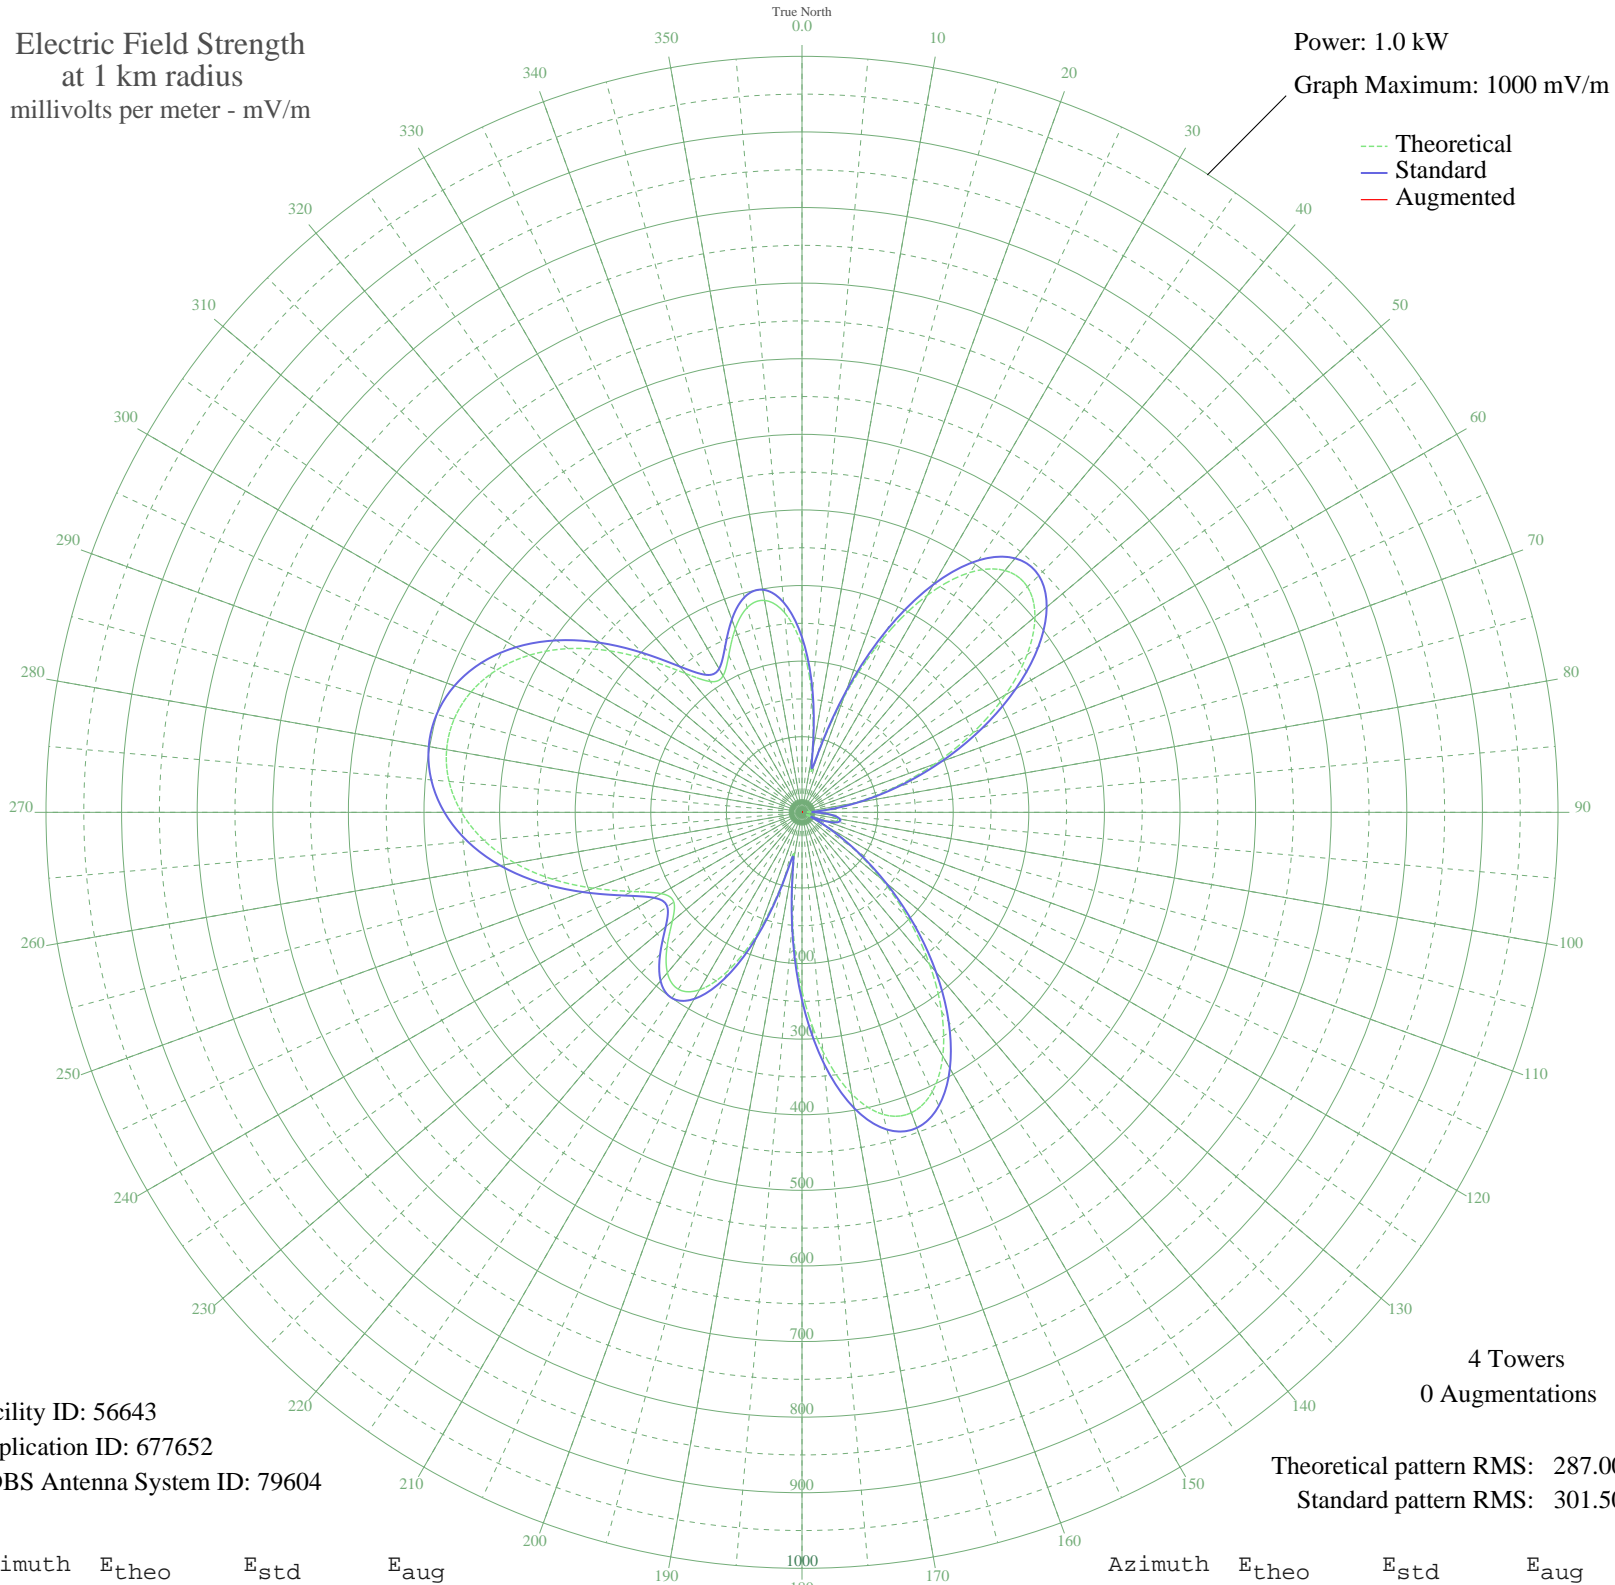 True North
0.0
10
20
30
40
50
60
70
80
90
100
110
120
130
140
150
160
170
190
200
210
220
230
240
250
260
270
280
290
300
310
320
330
340
350
Electric Field Strength
at 1 km radius
millivolts per meter - mV/m
Power: 1.0 kW
Graph Maximum: 1000 mV/m
Theoretical
Standard
Augmented
200
300
400
500
600
700
800
900
1000
4 Towers
0 Augmentations
cility ID: 56643
plication ID: 677652
DBS Antenna System ID: 79604
Theoretical pattern RMS: 287.00
Standard pattern RMS: 301.50
imuth Etheo Estd Eaug
Azimuth Etheo Estd Eaug